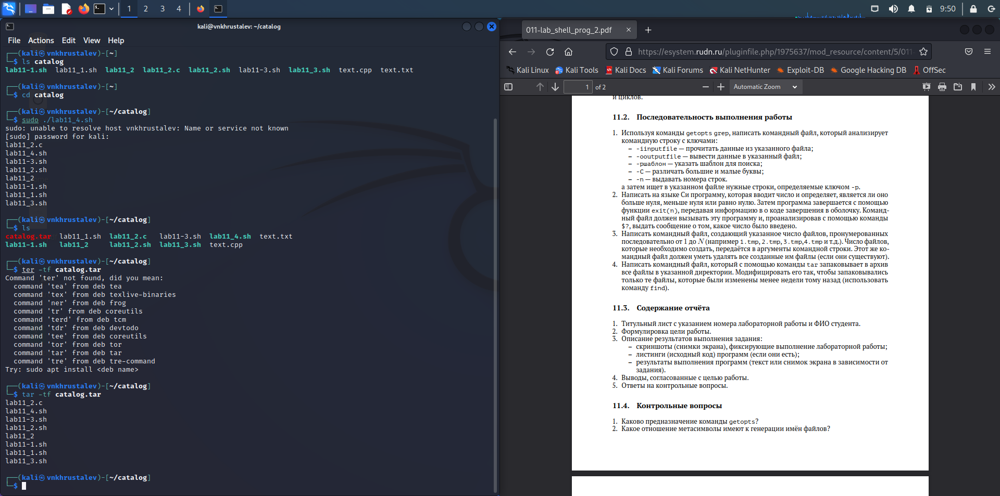 1 2 3 4 9:50
kali@vnkhrustalev: ~/catalog
File Actions Edit View Help
┌──(kali㉿vnkhrustalev)-[~]
└─$ ls catalog
lab11-1.sh lab11_1.sh lab11_2 lab11_2.c lab11_2.sh lab11-3.sh lab11_3.sh text.cpp text.txt
┌──(kali㉿vnkhrustalev)-[~]
└─$ cd catalog
┌──(kali㉿vnkhrustalev)-[~/catalog]
└─$ sudo ./lab11_4.sh
sudo: unable to resolve host vnkhrustalev: Name or service not known
[sudo] password for kali:
lab11_2.c
lab11_4.sh
lab11-3.sh
lab11_2.sh
lab11_2
lab11-1.sh
lab11_1.sh
lab11_3.sh
┌──(kali㉿vnkhrustalev)-[~/catalog]
└─$ ls
catalog.tar lab11_1.sh lab11_2.c lab11-3.sh lab11_4.sh text.txt
lab11-1.sh lab11_2 lab11_2.sh lab11_3.sh text.cpp
┌──(kali㉿vnkhrustalev)-[~/catalog]
└─$ ter -tf catalog.tar
Command 'ter' not found, did you mean:
command 'tea' from deb tea
command 'tex' from deb texlive-binaries
command 'ner' from deb frog
command 'tr' from deb coreutils
command 'terd' from deb tcm
command 'tdr' from deb devtodo
command 'tee' from deb coreutils
command 'tor' from deb tor
command 'tar' from deb tar
command 'tre' from deb tre-command
Try: sudo apt install <deb name>
┌──(kali㉿vnkhrustalev)-[~/catalog]
└─$ tar -tf catalog.tar
lab11_2.c
lab11_4.sh
lab11-3.sh
lab11_2.sh
lab11_2
lab11-1.sh
lab11_1.sh
lab11_3.sh
┌──(kali㉿vnkhrustalev)-[~/catalog]
└─$
011-lab_shell_prog_2.pdf
https://esystem.rudn.ru/pluginfile.php/1975637/mod_resource/content/5/011-
Kali Linux Kali Tools Kali Docs Kali Forums Kali NetHunter Exploit-DB Google Hacking DB OffSec
1 of 2 Automatic Zoom
и циклов.
11.2. Последовательность выполнения работы
1. Используя команды getopts grep, написать командный файл, который анализирует
командную строку с ключами:
– -iinputfile — прочитать данные из указанного файла;
– -ooutputfile — вывести данные в указанный файл;
– -pшаблон — указать шаблон для поиска;
– -C — различать большие и малые буквы;
– -n — выдавать номера строк.
а затем ищет в указанном файле нужные строки, определяемые ключом -p.
2. Написать на языке Си программу, которая вводит число и определяет, является ли оно
больше нуля, меньше нуля или равно нулю. Затем программа завершается с помощью
функции exit(n), передавая информацию в о коде завершения в оболочку. Команд-
ный файл должен вызывать эту программу и, проанализировав с помощью команды
$?, выдать сообщение о том, какое число было введено.
3. Написать командный файл, создающий указанное число файлов, пронумерованных
последовательно от 1 до N (например 1.tmp, 2.tmp, 3.tmp,4.tmp и т.д.). Число файлов,
которые необходимо создать, передаётся в аргументы командной строки. Этот же ко-
мандный файл должен уметь удалять все созданные им файлы (если они существуют).
4. Написать командный файл, который с помощью команды tar запаковывает в архив
все файлы в указанной директории. Модифицировать его так, чтобы запаковывались
только те файлы, которые были изменены менее недели тому назад (использовать
команду find).
11.3. Содержание отчёта
1. Титульный лист с указанием номера лабораторной работы и ФИО студента.
2. Формулировка цели работы.
3. Описание результатов выполнения задания:
– скриншоты (снимки экрана), фиксирующие выполнение лабораторной работы;
– листинги (исходный код) программ (если они есть);
– результаты выполнения программ (текст или снимок экрана в зависимости от
задания).
4. Выводы, согласованные с целью работы.
5. Ответы на контрольные вопросы.
11.4. Контрольные вопросы
1. Каково предназначение команды getopts?
2. Какое отношение метасимволы имеют к генерации имён файлов?